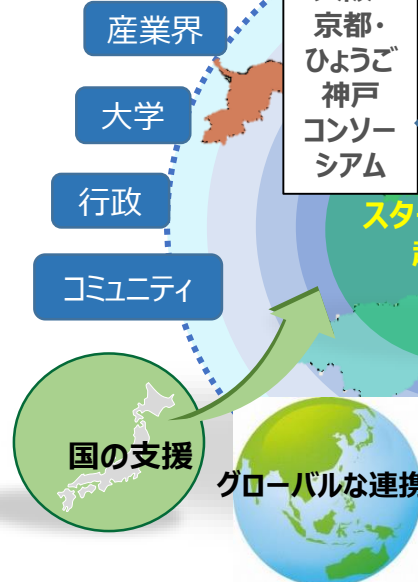 産業界
京都・
ひょうご
神戸
コンソー
シアム
大学
行政
コミュニティ
スタ
国の支援
グローバルな連携